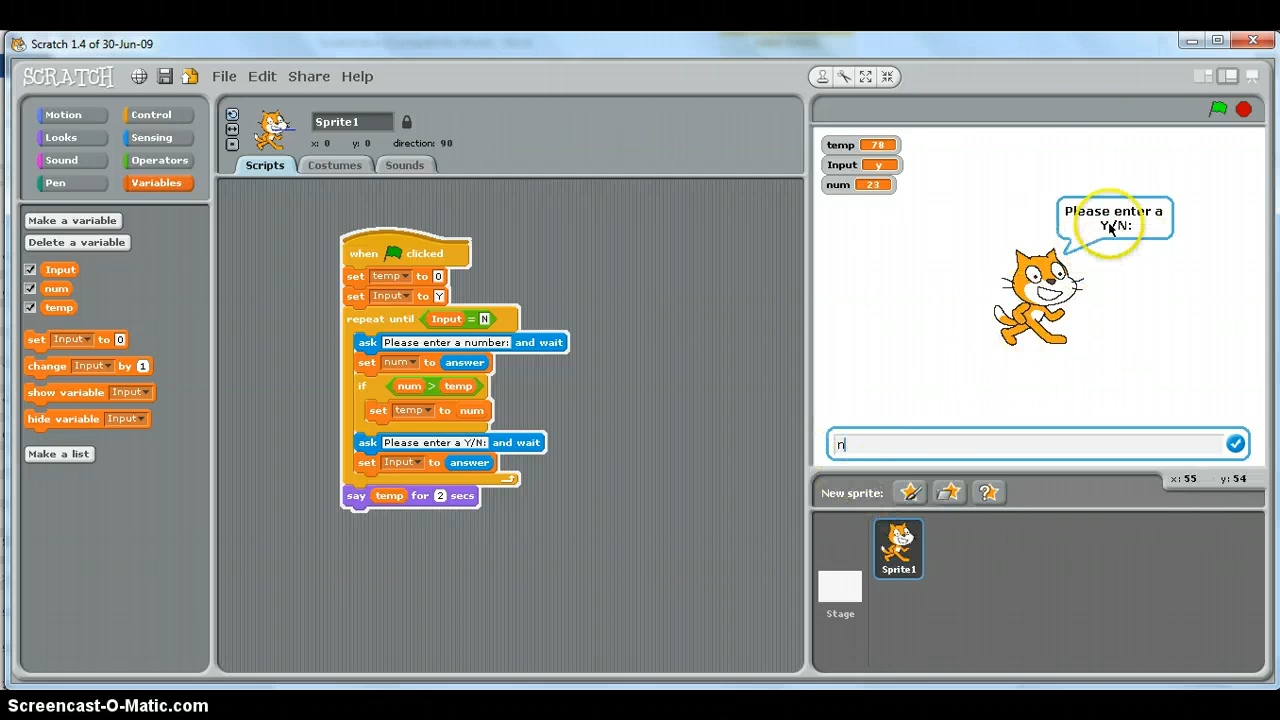 Scratch 1.4 of 30-Jun-09
SCRATCH File Edit Share Help
Motion Control
Looks Sensing
Sound Operators
Pen Variables
Make a variable
Delete a variable
Input
num
temp
set Input to 0
change Input by 1
show variable Input
hide variable Input
Make a list
Sprite1
x: 0 y: 0 direction: 90
Scripts Costumes Sounds
when clicked
set temp to 0
set Input to Y
repeat until Input = N
ask Please enter a number: and wait
set num to answer
if num > temp
set temp to num
ask Please enter a Y/N: and wait
set Input to answer
say temp for 2 secs
temp 78
Input y
num 23
Please enter a
Y/N:
n
x: 55 y: 54
New sprite:
Sprite1
Stage
Screencast-O-Matic.com